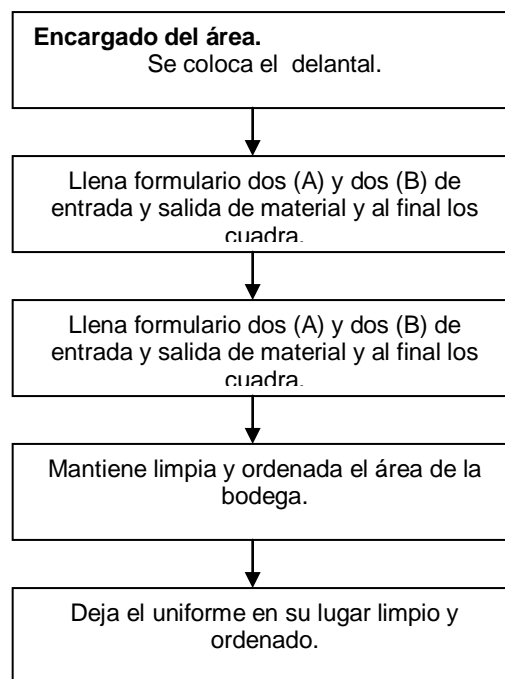 Encargado del área.
Se coloca el delantal.
Llena formulario dos (A) y dos (B) de
entrada y salida de material y al final los
cuadra.
Llena formulario dos (A) y dos (B) de
entrada y salida de material y al final los
cuadra.
Mantiene limpia y ordenada el área de la
bodega.
Deja el uniforme en su lugar limpio y
ordenado.